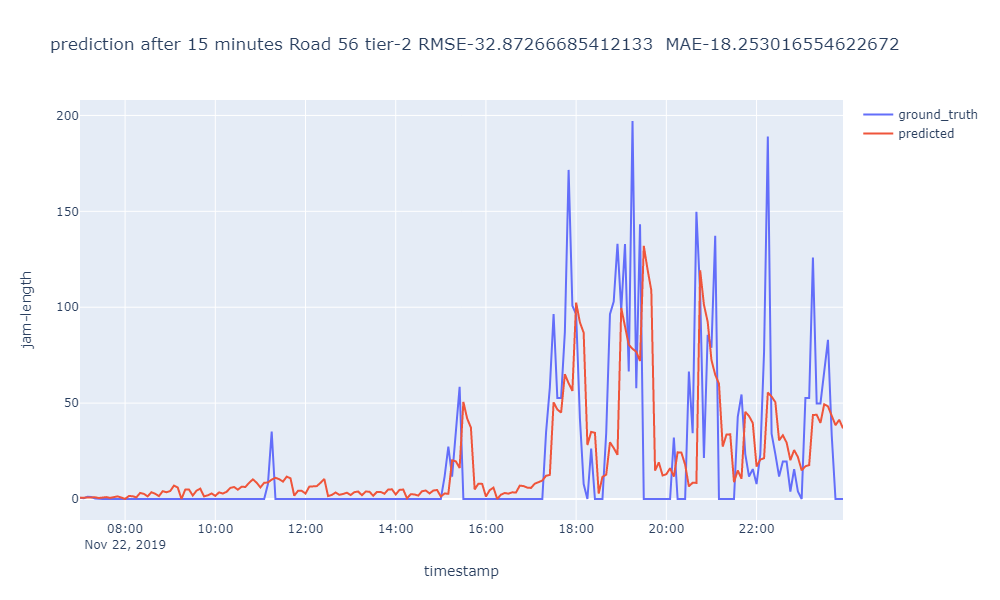 prediction after 15 minutes Road 56 tier-2 RMSE-32.87266685412133  MAE-18.253016554622672
ground_truth
predicted
200
150
100
50
0
jam-length
08:00 10:00 12:00 14:00 16:00 18:00 20:00 22:00
Nov 22, 2019
timestamp